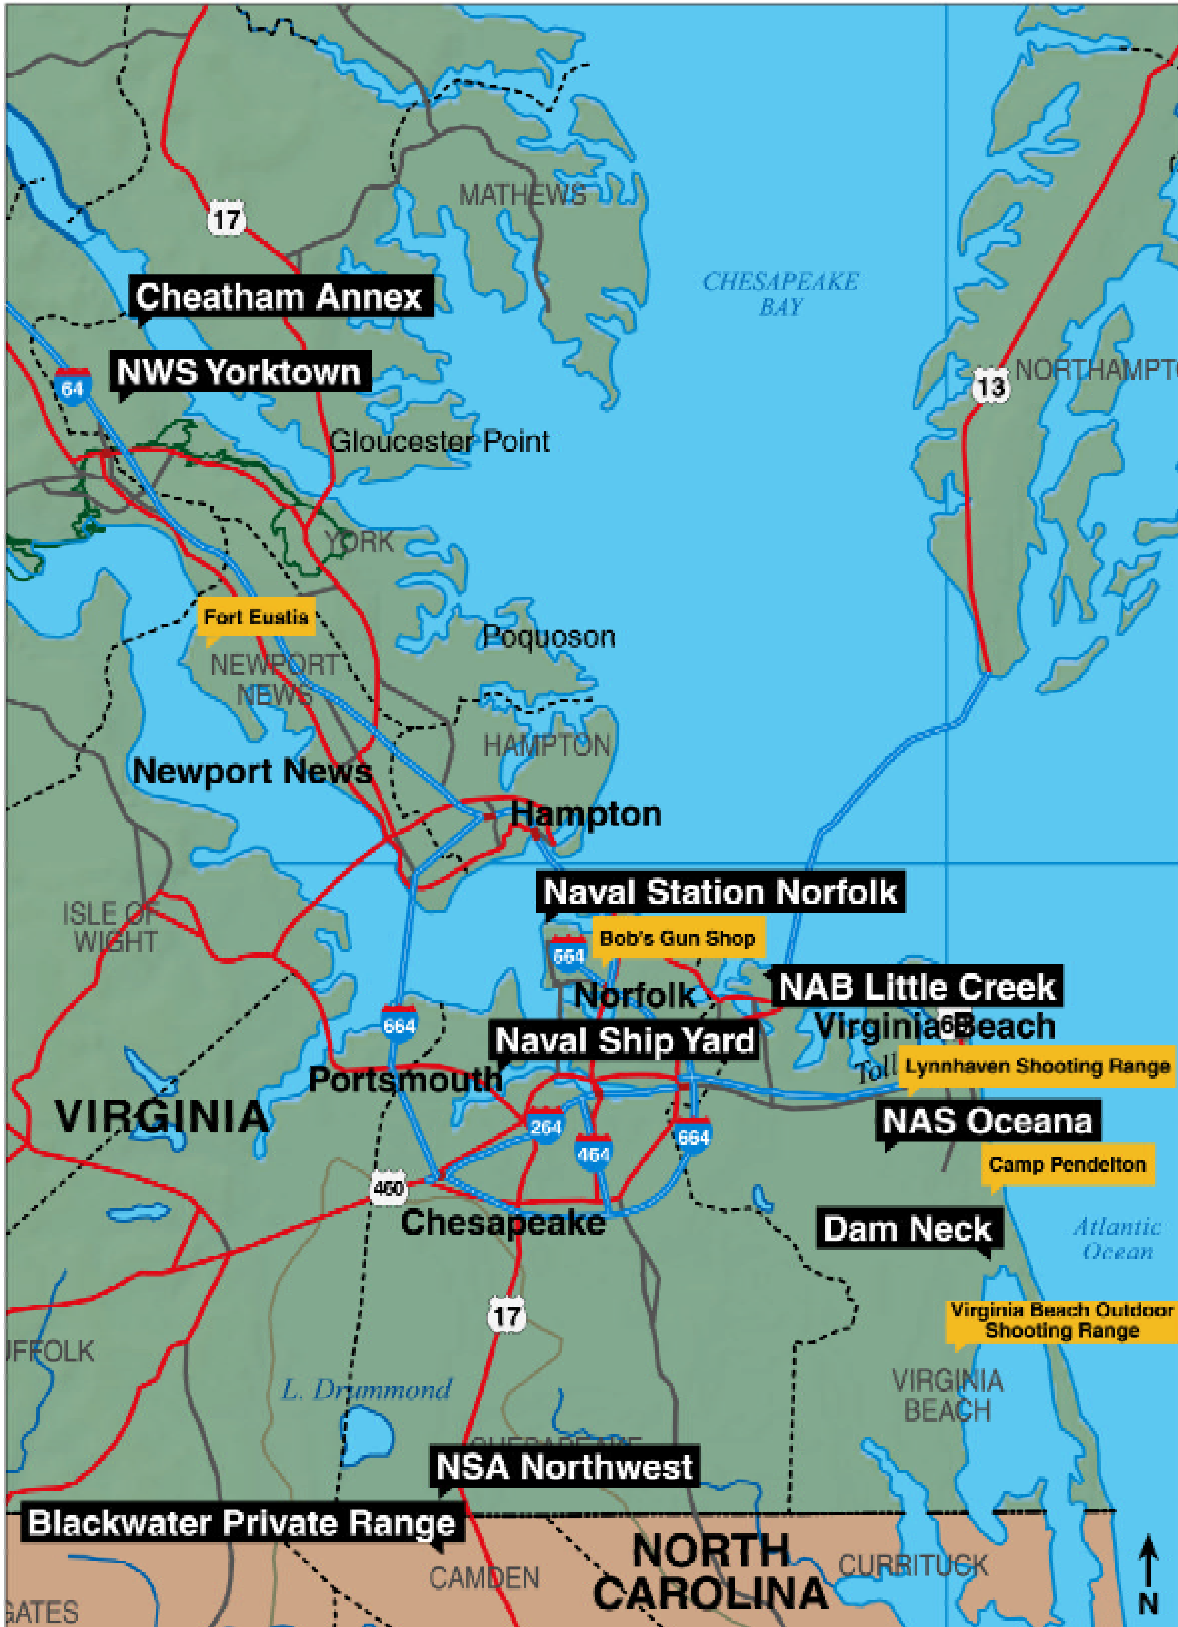 MATHEWS
17
CHESAPEAKE
BAY
Cheatham Annex
NWS Yorktown
64
13
Gloucester Point
YORK
Fort Eustis
Poquoson
NEWPORT
NEWS
HAMPTON
Newport News
Hampton
Naval Station Norfolk
ISLE OF
WIGHT
Bob's Gun Shop
664
Norfolk
NAB Little Creek
664
Virginia Beach
Naval Ship Yard
Toll
Lynnhaven Shooting Range
Portsmouth
VIRGINIA
NAS Oceana
264
464
664
Camp Pendelton
460
Chesapeake
Dam Neck
Atlantic
Ocean
17
Virginia Beach Outdoor
Shooting Range
UFFOLK
L. Drummond
VIRGINIA
BEACH
CHESAPEAKE
NSA Northwest
Blackwater Private Range
NORTH
CAROLINA
CURRITUCK
CAMDEN
GATES
N